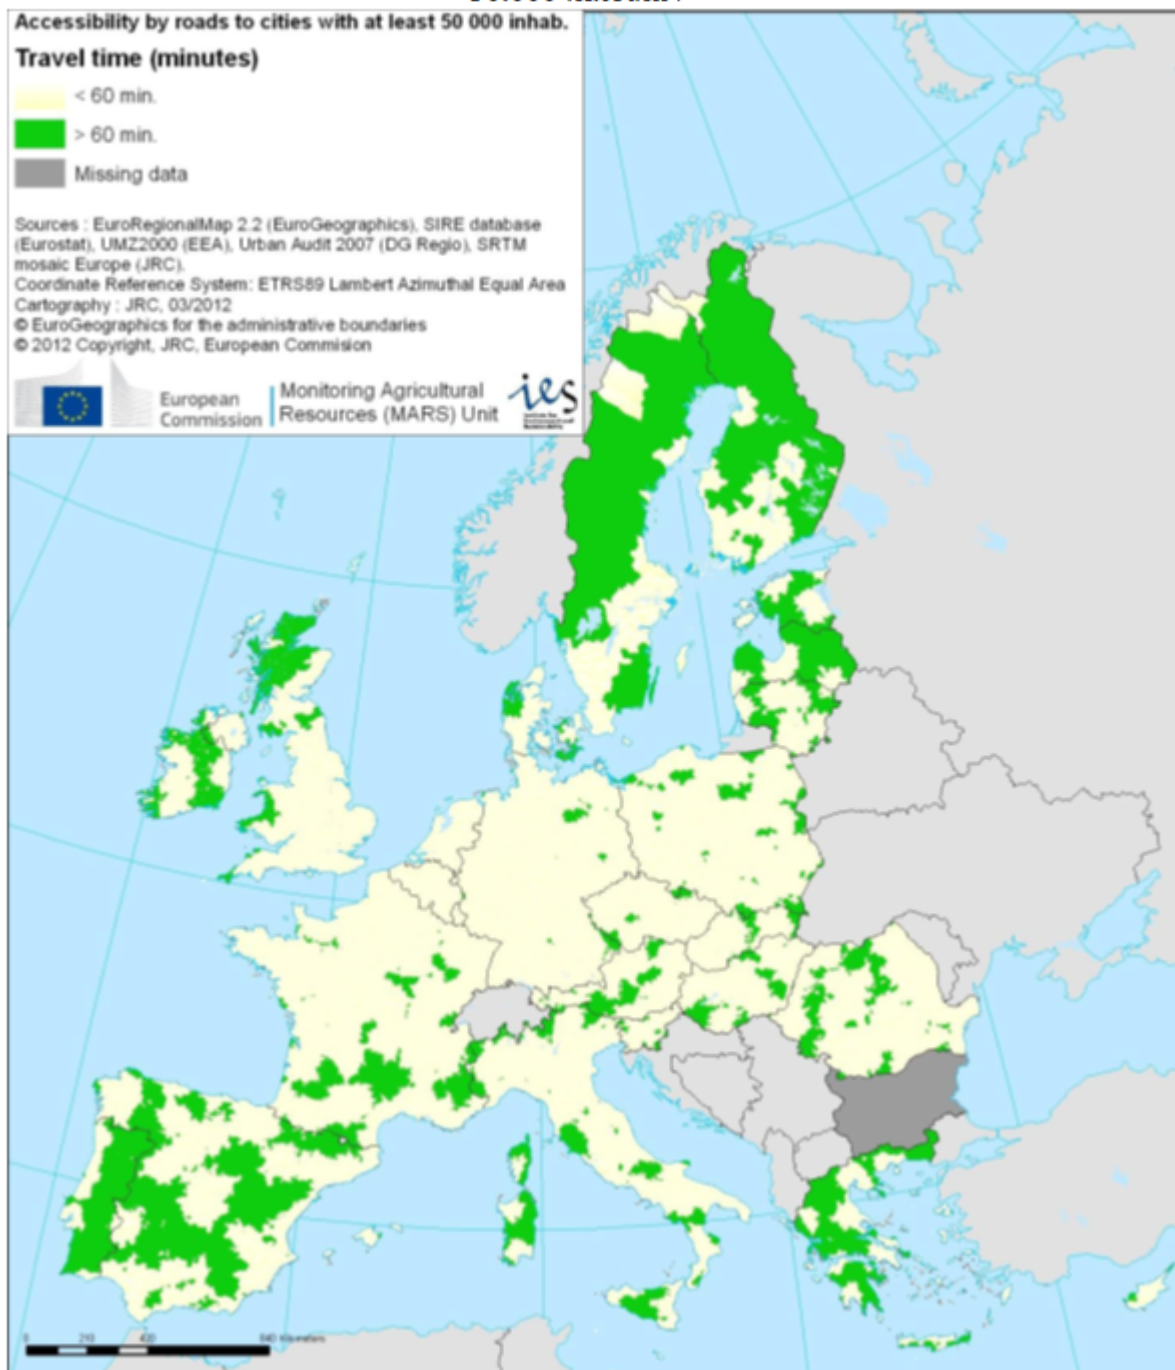 Accessibility by roads to cities with at least 50 000 inhab.
Travel time (minutes)
< 60 min.
> 60 min.
Missing data
Sources : EuroRegionalMap 2.2 (EuroGeographics), SIRE database
(Eurostat), UMZ2000 (EEA), Urban Audit 2007 (DG Regio), SRTM
mosaic Europe (JRC).
Coordinate Reference System: ETRS89 Lambert Azimuthal Equal Area
Cartography : JRC, 03/2012
© EuroGeographics for the administrative boundaries
© 2012 Copyright, JRC, European Commision
European
Commission
Monitoring Agricultural
Resources (MARS) Unit
ies
0